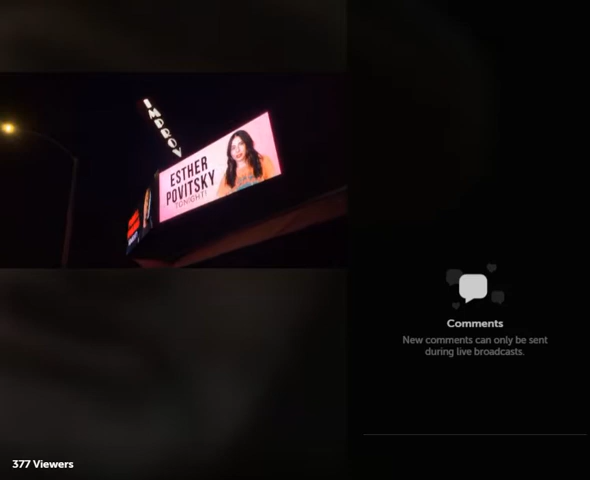 IMPROV
ESTHER
POVITSKY
TONIGHT!
Comments
New comments can only be sent
during live broadcasts.
377 Viewers